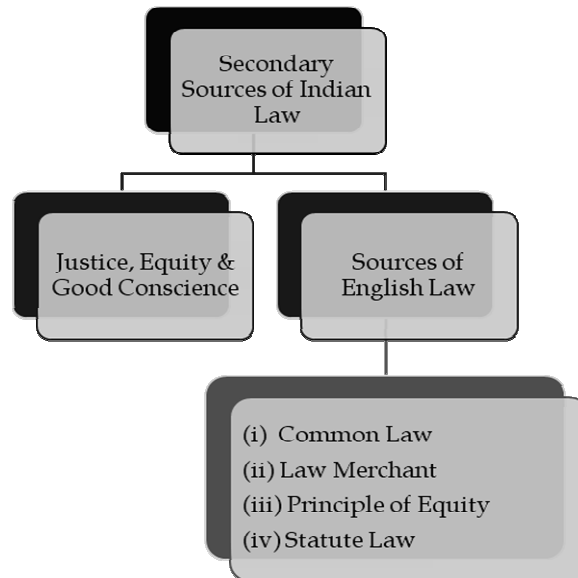 Secondary
Sources of Indian
Law
Justice, Equity &
Good Conscience
Sources of
English Law
(i) Common Law
(ii) Law Merchant
(iii) Principle of Equity
(iv) Statute Law